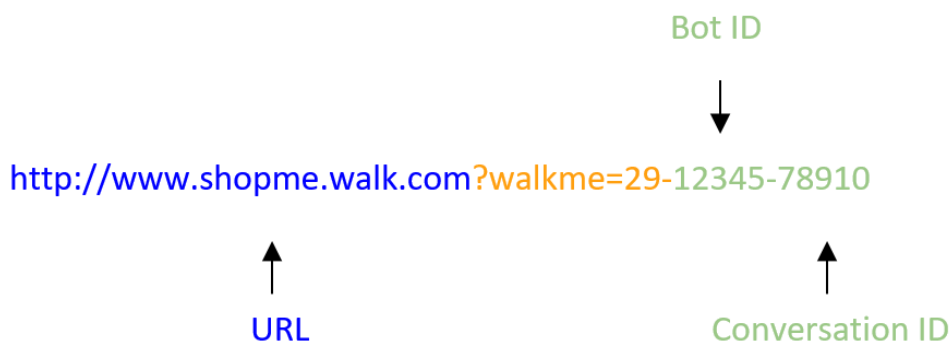 Bot ID
http://www.shopme.walk.com?walkme=29-12345-78910
URL
Conversation ID